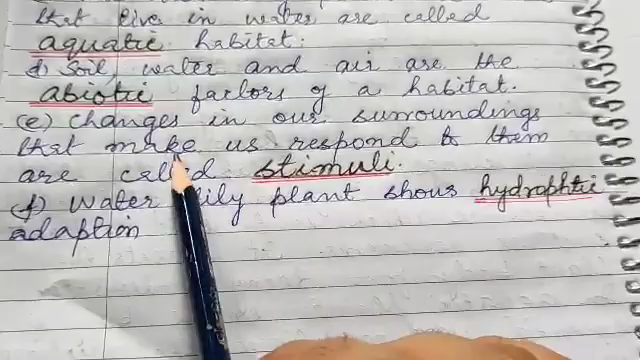 that live in water are called
aquatic habitat.
d) Soil, water and air are the
abiotic factors of a habitat.
(e) Changes in our surroundings
that make us respond to them
are called stimuli.
(f) Water lily plant shows hydrophtic
adaption